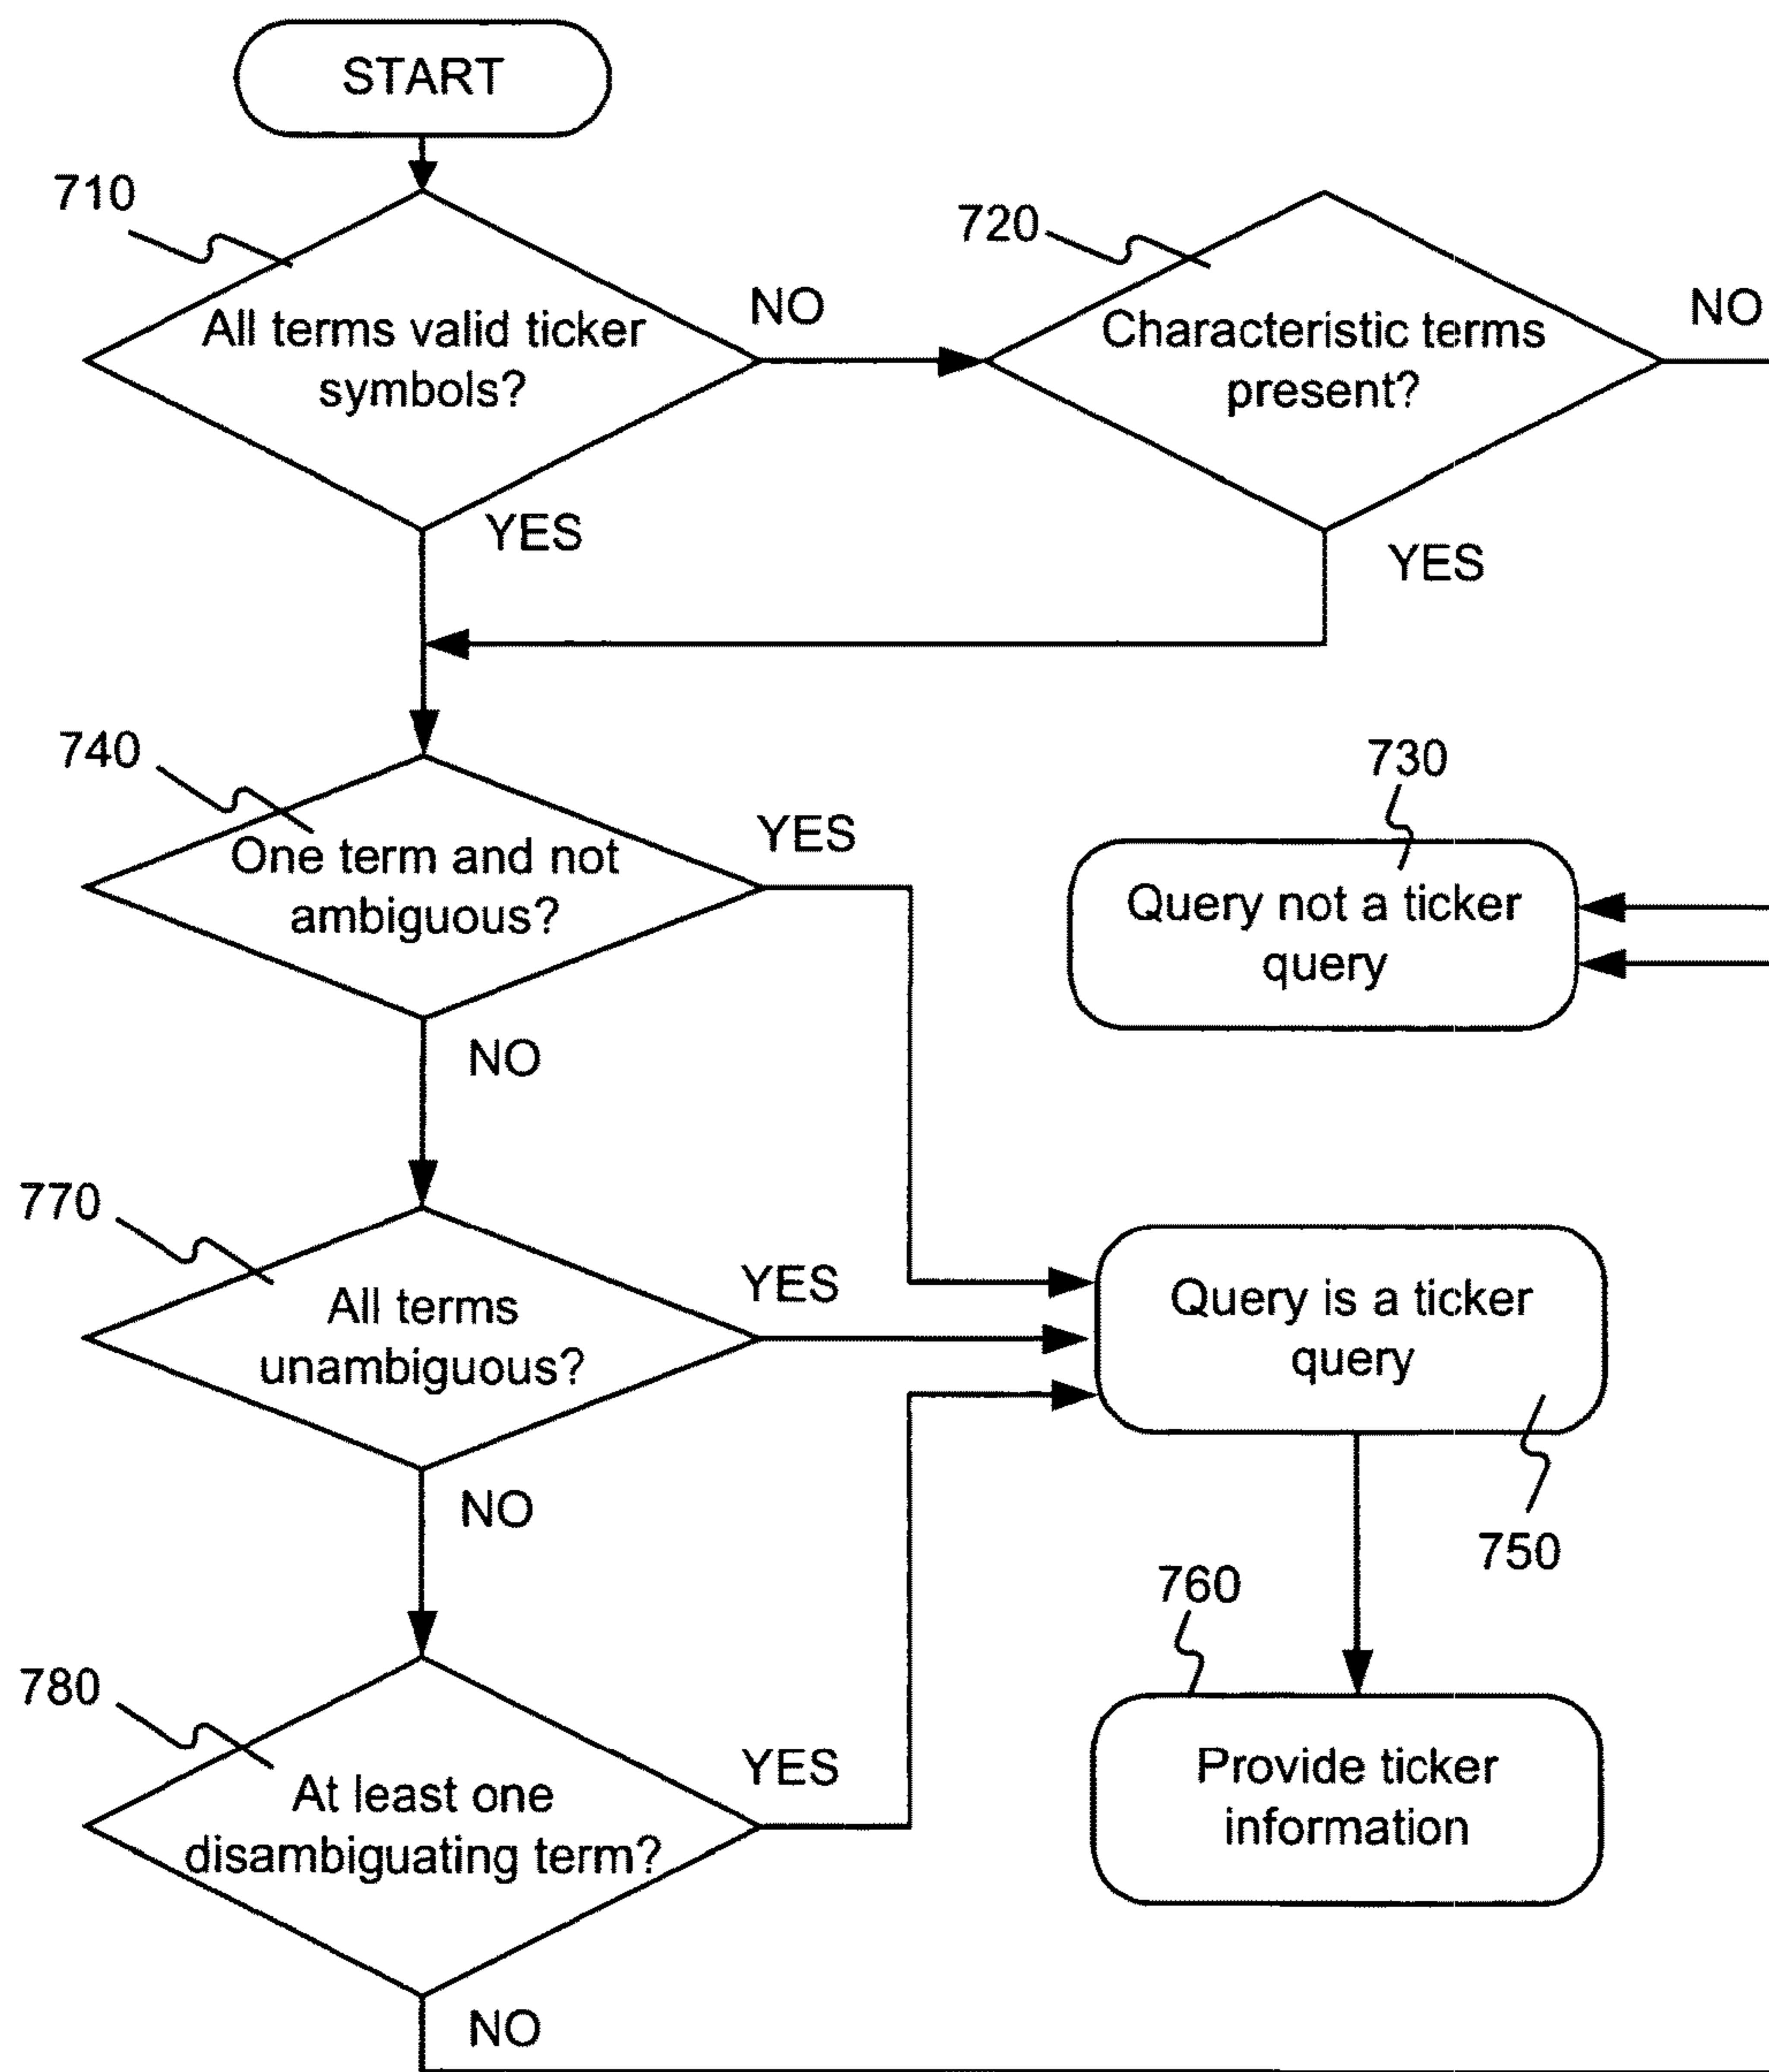 START
710
All terms valid ticker
symbols?
NO
YES
720
Characteristic terms
present?
NO
YES
740
One term and not
ambiguous?
YES
NO
730
Query not a ticker
query
770
All terms
unambiguous?
YES
NO
Query is a ticker
query
750
760
Provide ticker
information
780
At least one
disambiguating term?
YES
NO